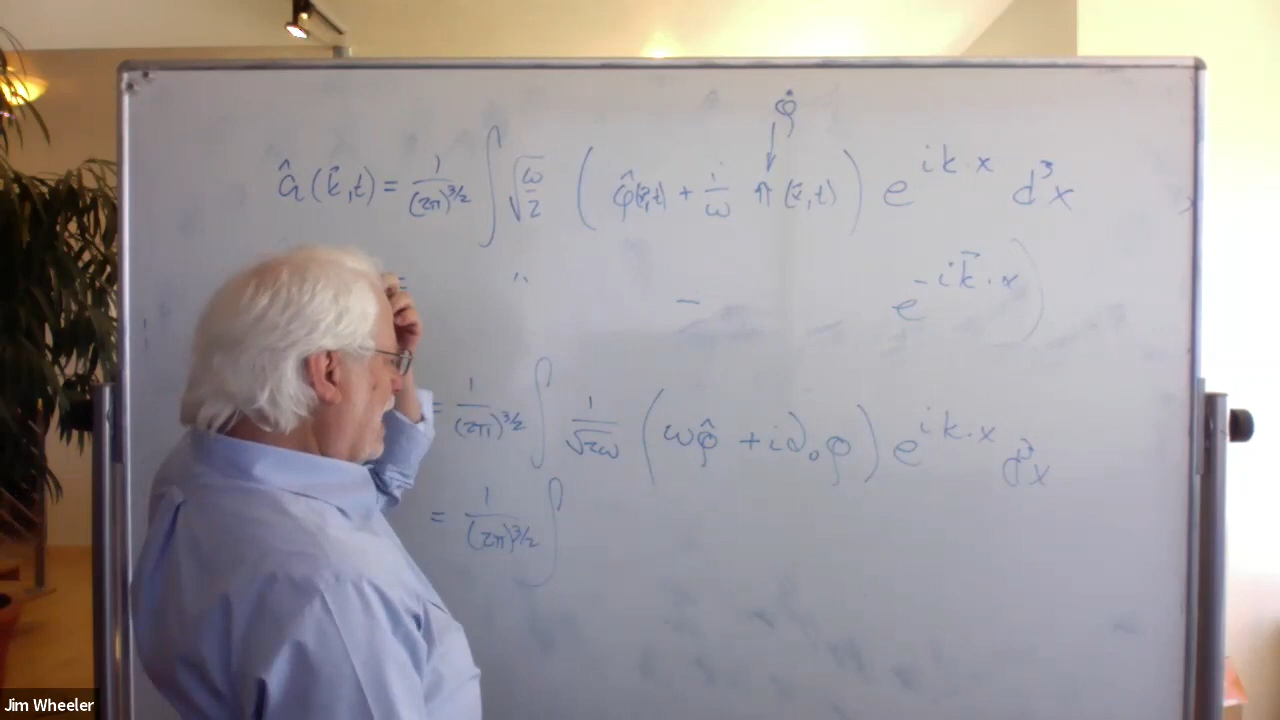 φ̂̇
â(k⃗,t) = 1/(2π)^{3/2} ∫ √(ω/2) ( φ̂(x⃗,t) + i/ω π̂(x⃗,t) ) e^{ik·x} d³x
= " − e^{-ik⃗·x} )
= 1/(2π)^{3/2} ∫ 1/√2ω ( ωφ̂ + i∂₀φ ) e^{ik·x} d³x
= 1/(2π)^{3/2} ∫
Jim Wheeler